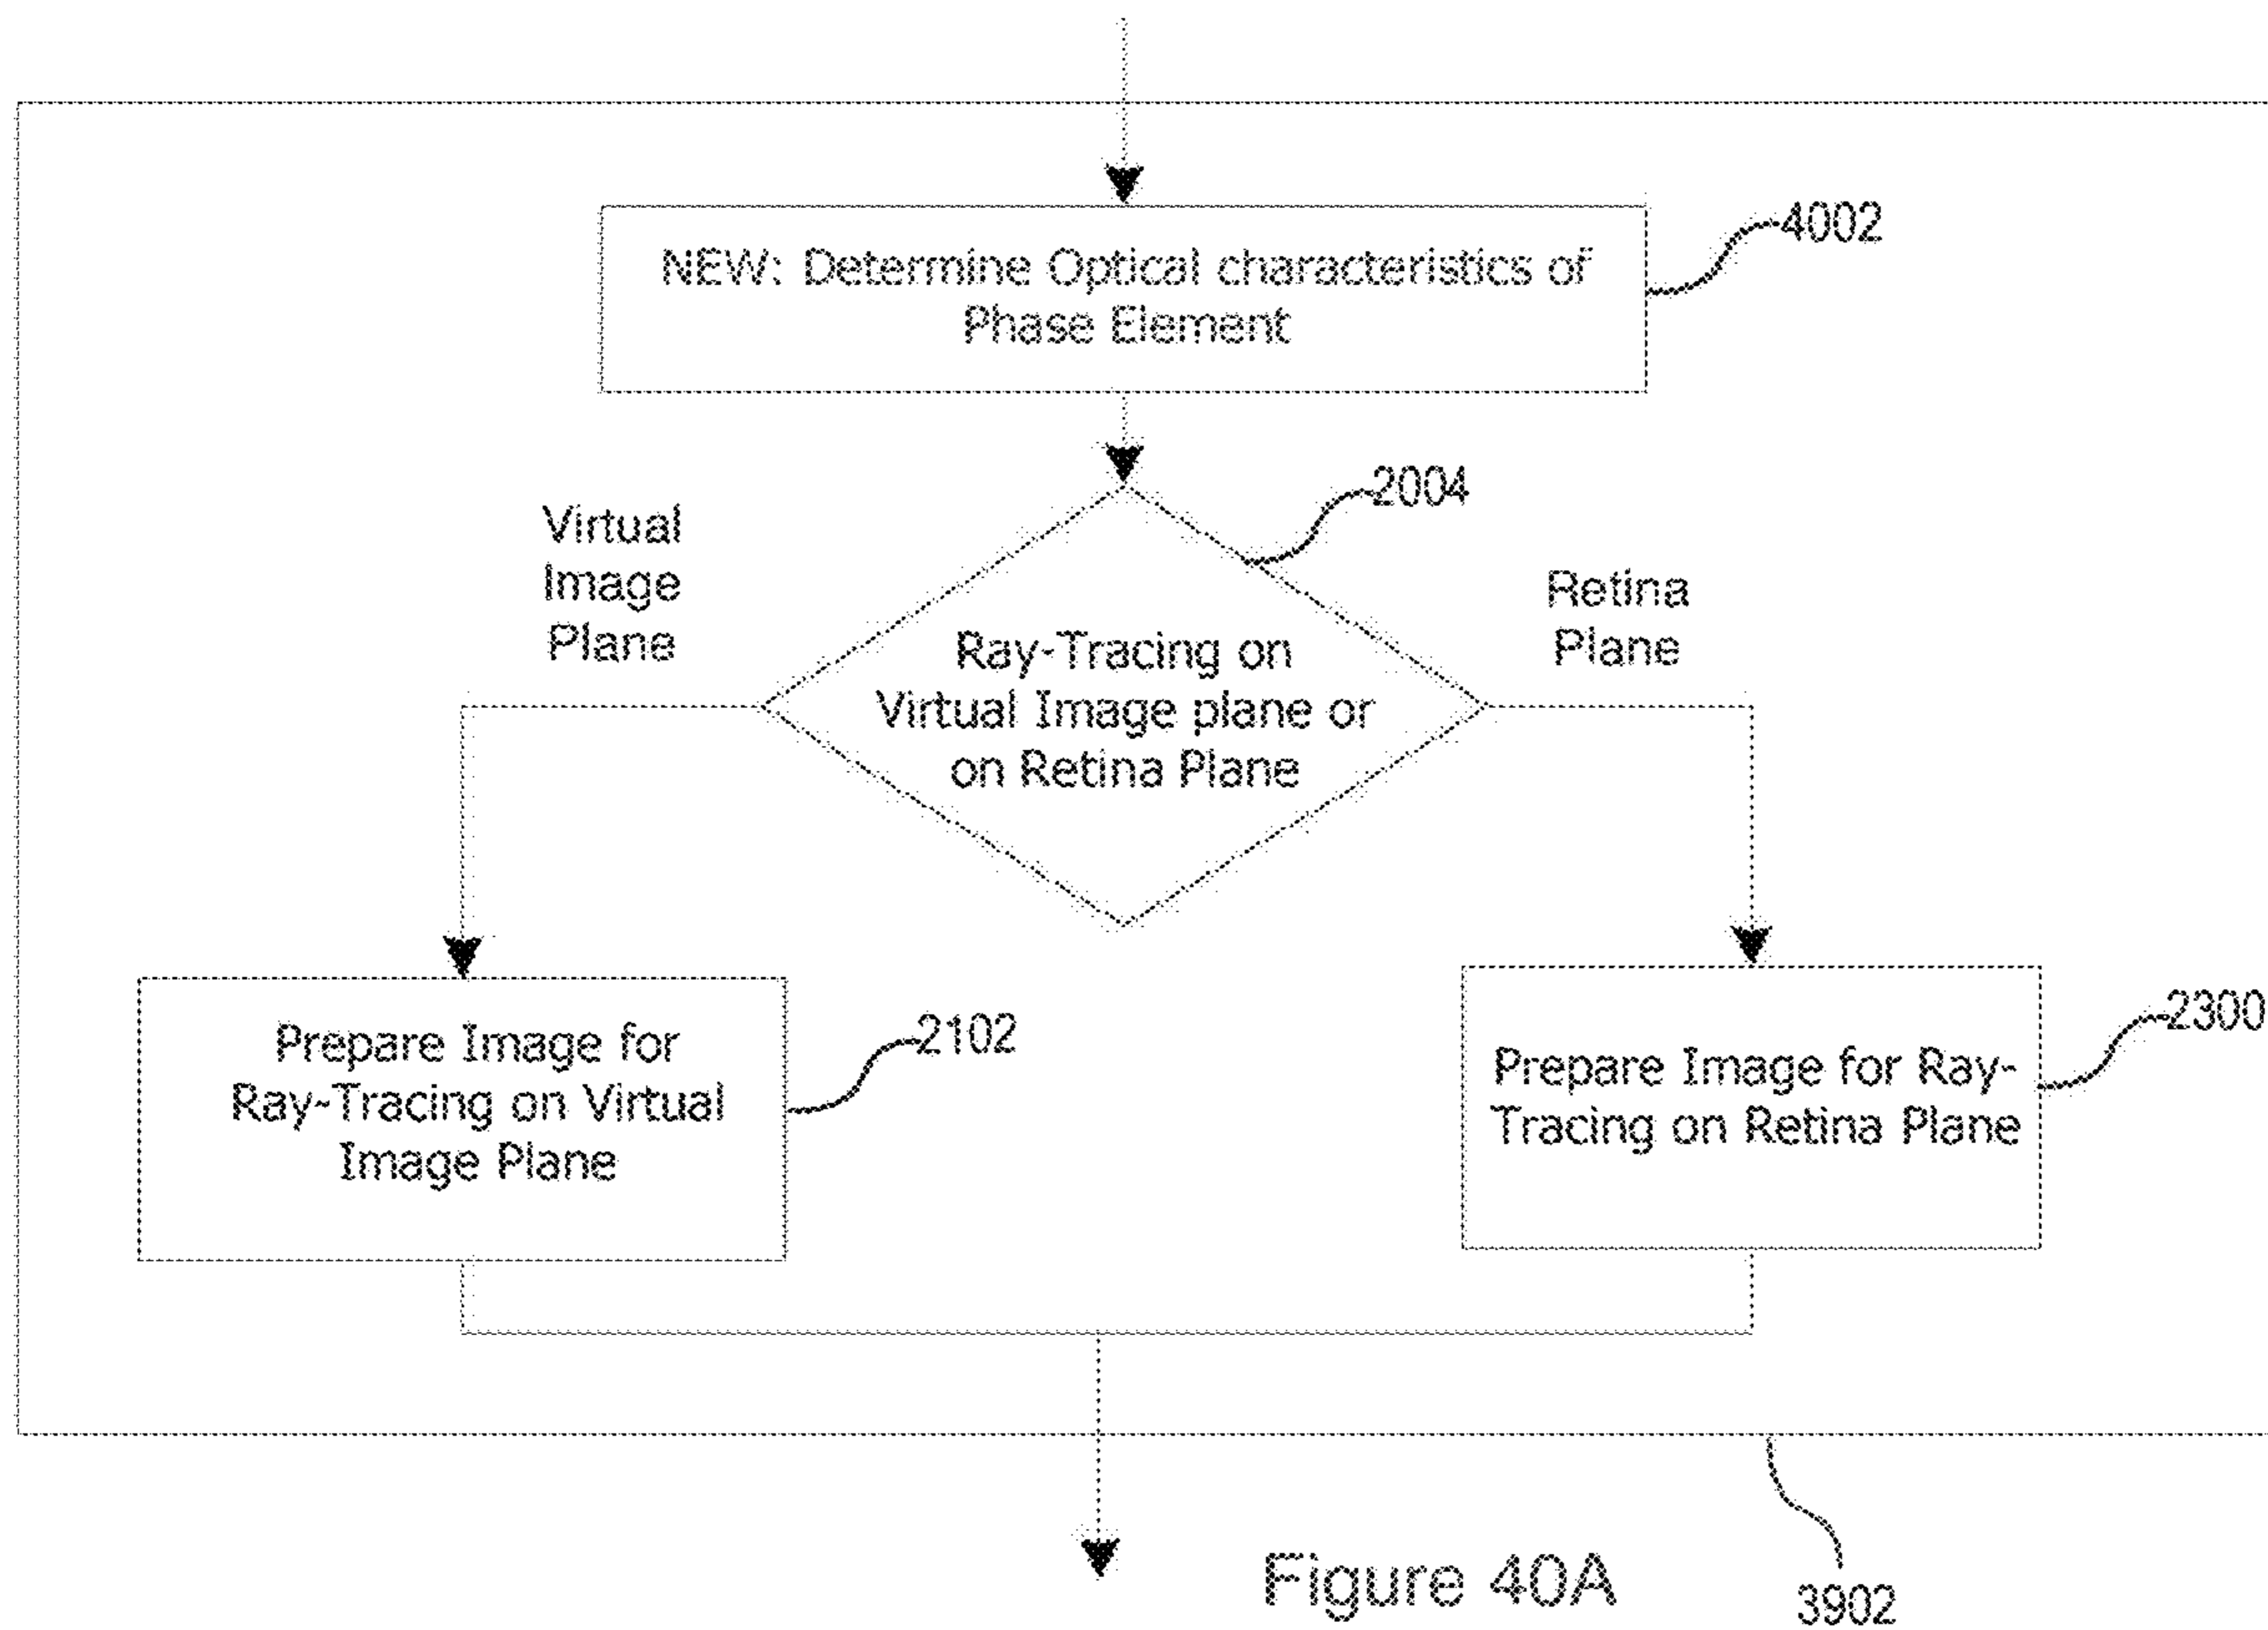 NEW: Determine Optical characteristics of
Phase Element
4002
2004
Virtual
Image
Plane
Ray-Tracing on
Virtual Image plane or
on Retina Plane
Retina
Plane
Prepare Image for
Ray-Tracing on Virtual
Image Plane
2102
Prepare Image for Ray-
Tracing on Retina Plane
2300
Figure 40A
3902